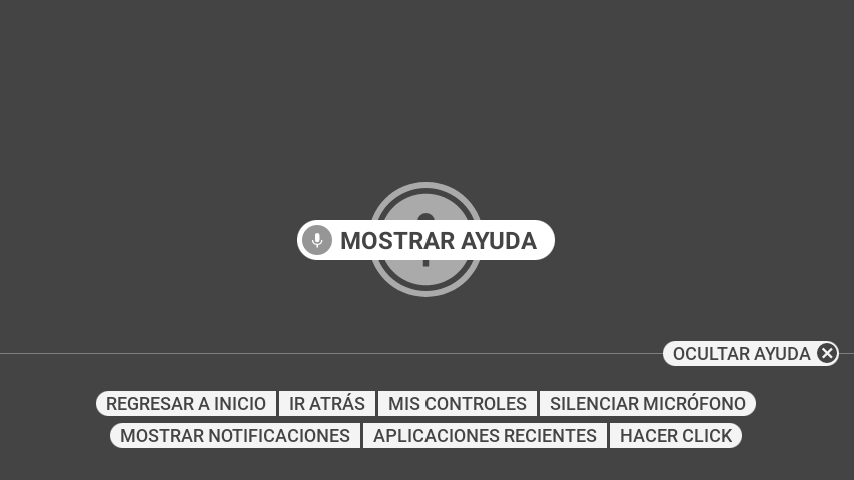 MOSTRAR AYUDA
OCULTAR AYUDA
REGRESAR A INICIO IR ATRÁS MIS CONTROLES SILENCIAR MICRÓFONO
MOSTRAR NOTIFICACIONES APLICACIONES RECIENTES HACER CLICK